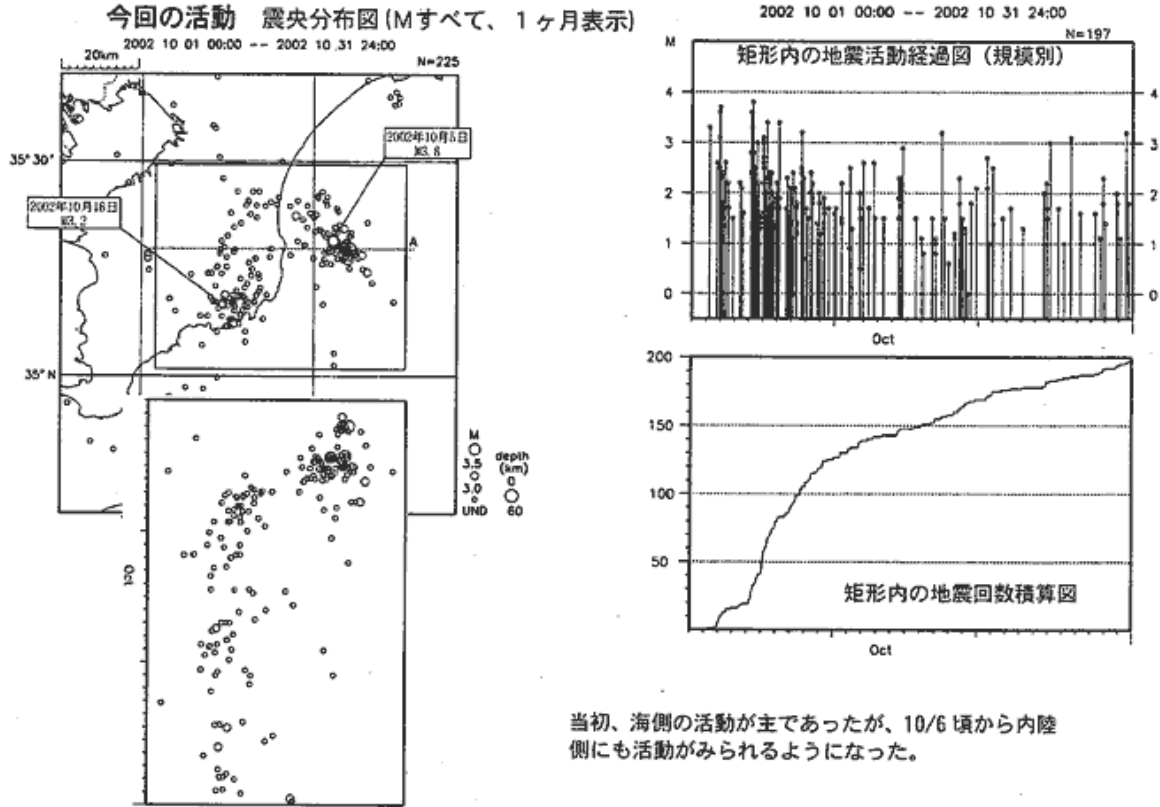 今回の活動 震央分布図(Mすべて、1ヶ月表示)
2002 10 01 00:00 -- 2002 10 31 24:00
20km
N=225
2002年10月5日
M3.8
35°30'
2002年10月16日
M3.2
A
35°N
M
3.5
3.0
UND
depth
(km)
0
60
Oct
2002 10 01 00:00 -- 2002 10 31 24:00
N=197
M
矩形内の地震活動経過図(規模別)
4
3
2
1
0
4
3
2
1
0
Oct
200
150
100
50
矩形内の地震回数積算図
Oct
当初、海側の活動が主であったが、10/6頃から内陸
側にも活動がみられるようになった。